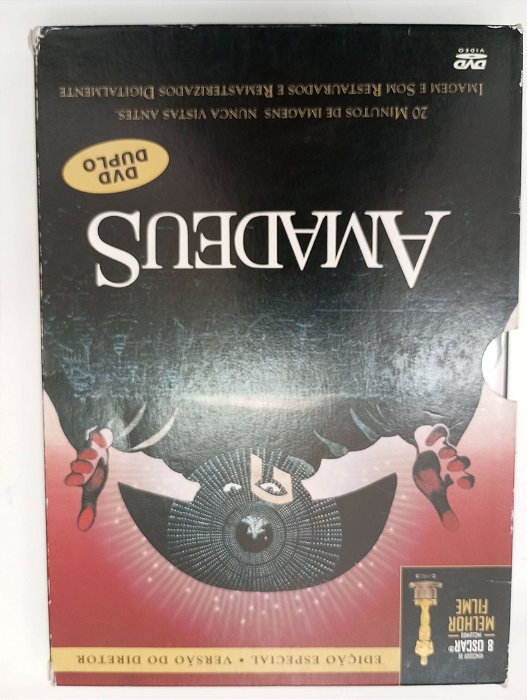 EDIÇÃO ESPECIAL • VERSÃO DO DIRETOR
VENCEDOR DE
8 OSCAR®
INCLUINDO
MELHOR
FILME
AMADEUS
DVD
DUPLO
20 MINUTOS DE IMAGENS NUNCA VISTAS ANTES.
IMAGEM E SOM RESTAURADOS E REMASTERIZADOS DIGITALMENTE
DVD
VIDEO